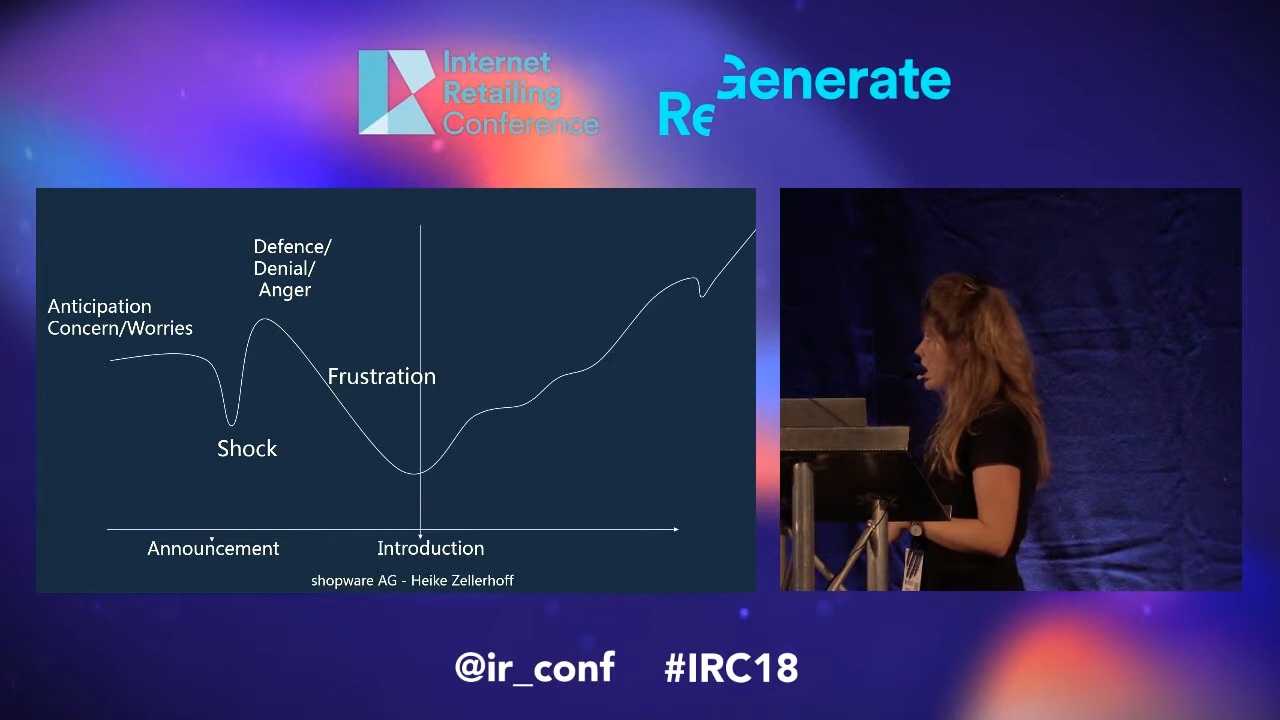 Internet
Retailing
Conference
ReGenerate
Defence/
Denial/
Anger
Anticipation
Concern/Worries
Frustration
Shock
Announcement
Introduction
shopware AG - Heike Zellerhoff
@ir_conf #IRC18